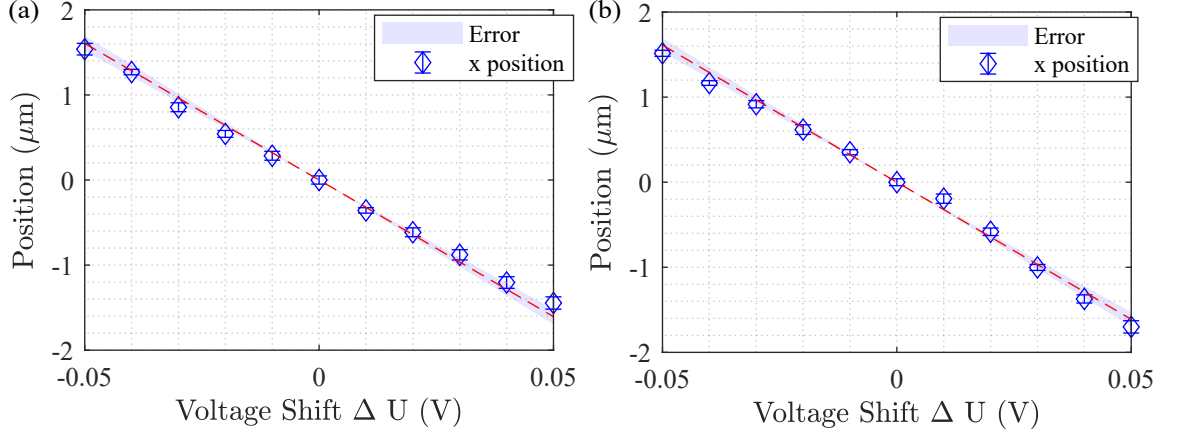 (a)
2
1
0
-1
-2
-0.05
0
0.05
Position (μm)
Voltage Shift Δ U (V)
Error
x position
(b)
2
1
0
-1
-2
-0.05
0
0.05
Position (μm)
Voltage Shift Δ U (V)
Error
x position